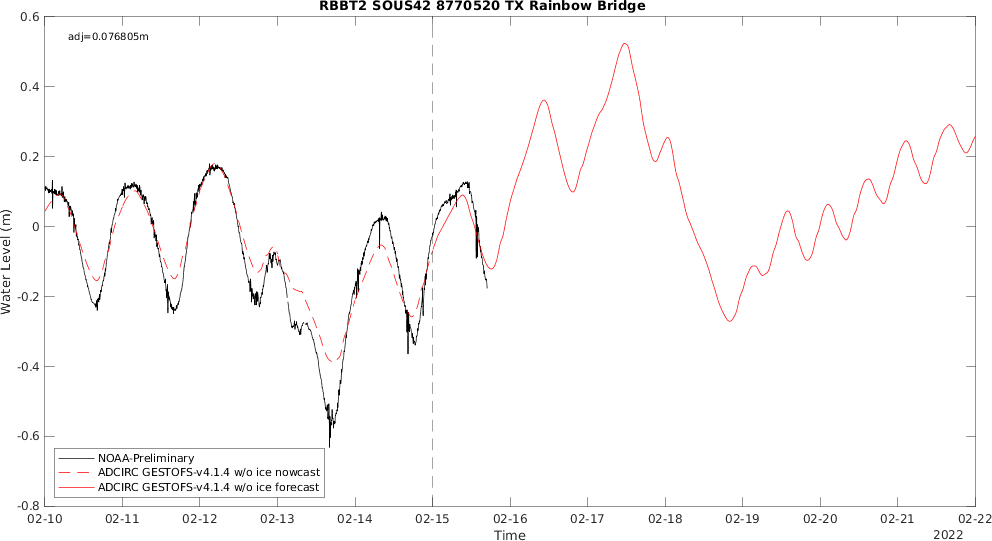 RBBT2 SOUS42 8770520 TX Rainbow Bridge
adj=0.076805m
Water Level (m)
0.6
0.4
0.2
0
-0.2
-0.4
-0.6
-0.8
NOAA-Preliminary
ADCIRC GESTOFS-v4.1.4 w/o ice nowcast
ADCIRC GESTOFS-v4.1.4 w/o ice forecast
02-10 02-11 02-12 02-13 02-14 02-15 02-16 02-17 02-18 02-19 02-20 02-21 02-22
Time
2022